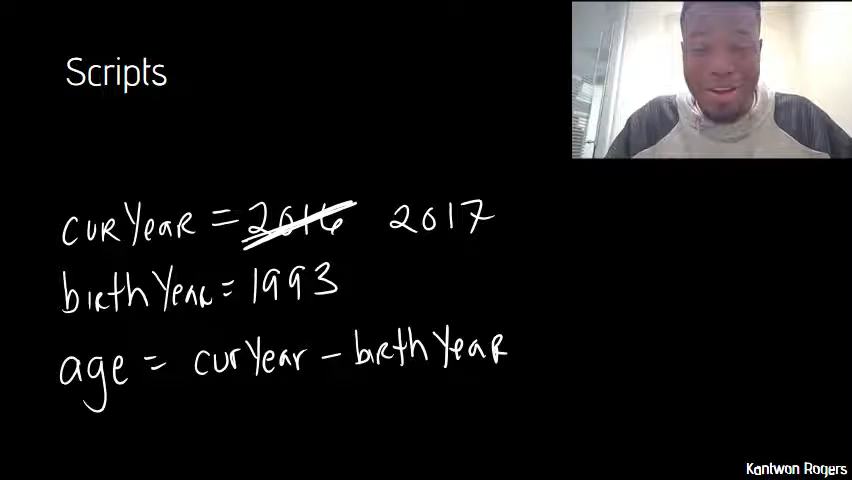 Scripts
curYear = 2016 2017
birthYear = 1993
age = curYear - birthYear
Kantwon Rogers